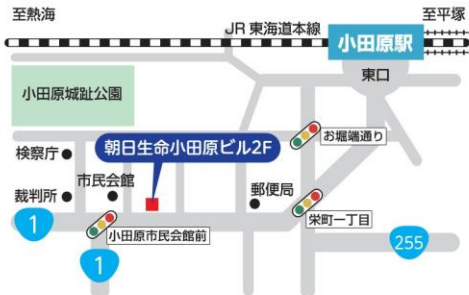 至熱海
JR 東海道本線
至平塚
小田原駅
東口
小田原城趾公園
お堀端通り
検察庁
朝日生命小田原ビル2F
市民会館
裁判所
郵便局
栄町一丁目
1
小田原市民会館前
255
1